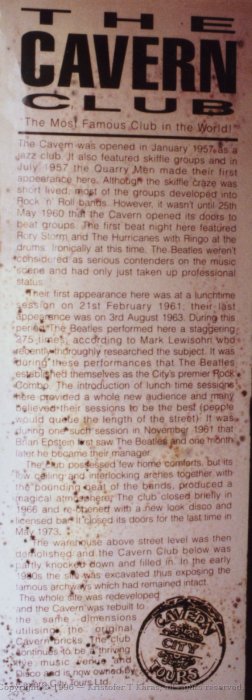 THE
CAVERN
CLUB
"The Most Famous Club in the World!"
The Cavern was opened in January 1957 as a
jazz club. It also featured skiffle groups and in
July 1957 the Quarry Men made their first
appearance here. Although the skiffle craze was
short lived, most of the groups developed into
Rock 'n' Roll bands. However, it wasn't until 25th
May 1960 that the Cavern opened its doors to
beat groups. The first beat night here featured
Rory Storm and The Hurricanes with Ringo at the
drums. Ironically at this time, The Beatles weren't
considered as serious contenders on the music
scene and had only just taken up professional
status.
Their first appearance here was at a lunchtime
session on 21st February 1961, their last
appearance was on 3rd August 1963. During this
period The Beatles performed here a staggering
275 times, according to Mark Lewisohn who
recently throughly researched the subject. It was
during these performances that The Beatles
established themselves as the City's premier Rock
Combo. The introduction of lunch time sessions
here provided a whole new audience and many
believed their sessions to be the best (people
would queue the length of the street). It was
during one such session in November 1961 that
Brian Epstein first saw The Beatles and one month
later he became their manager.
The club possessed few home comforts, but its
low ceiling and interlocking arches together with
the pounding beat of the bands, produced a
magical atmosphere. The club closed briefly in
1966 and re-opened with a new look disco and
licensed bar. It closed its doors for the last time in
May 1973.
The warehouse above street level was then
demolished and the Cavern Club below was
partly knocked down and filled in. In the early
1980s the site was excavated thus exposing the
famous archways which had remained intact.
The whole site was redeveloped
and the Cavern was rebuilt to
the same dimensions
utilising the original
Cavern bricks. The club
continues to be a thriving
live music venue and
Disco and is now owned by
Cavern City Tours Ltd.
CAVERN
CITY
TOURS
Copyright © 1996 - Kristofer T Karas, all rights reserved